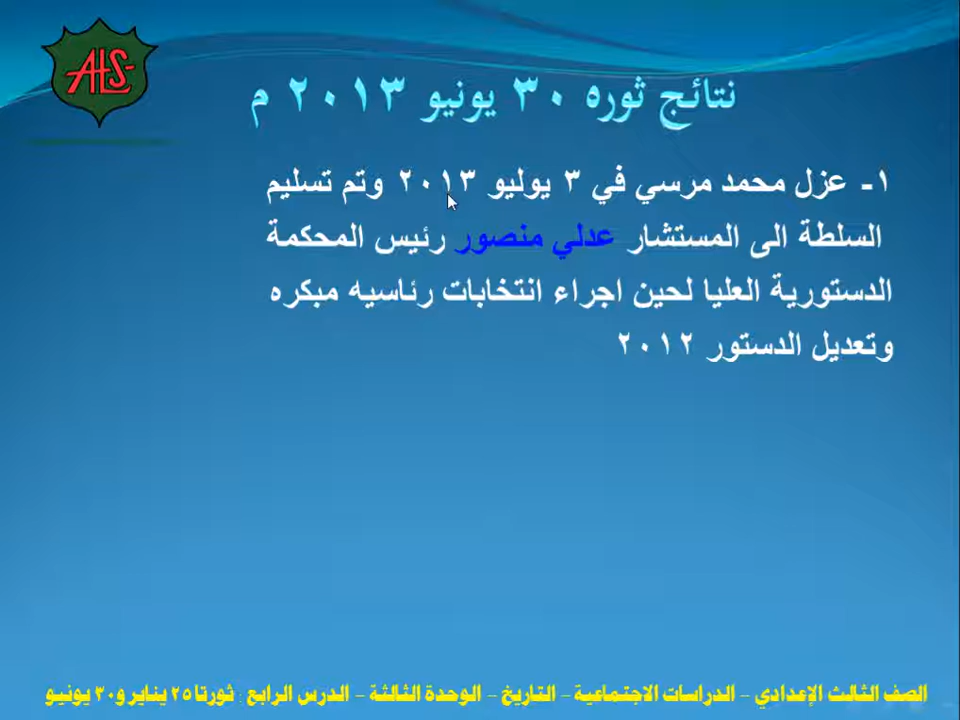 ALS
نتائج ثوره ٣٠ يونيو ٢٠١٣ م
١- عزل محمد مرسي في ٣ يوليو ٢٠١٣ وتم تسليم
السلطة الى المستشار عدلي منصور رئيس المحكمة
الدستورية العليا لحين اجراء انتخابات رئاسيه مبكره
وتعديل الدستور ٢٠١٢
الصف الثالث الإعدادي – الدراسات الاجتماعية – التاريخ – الوحدة الثالثة – الدرس الرابع : ثورتا ٢٥ يناير و ٣٠ يونيو